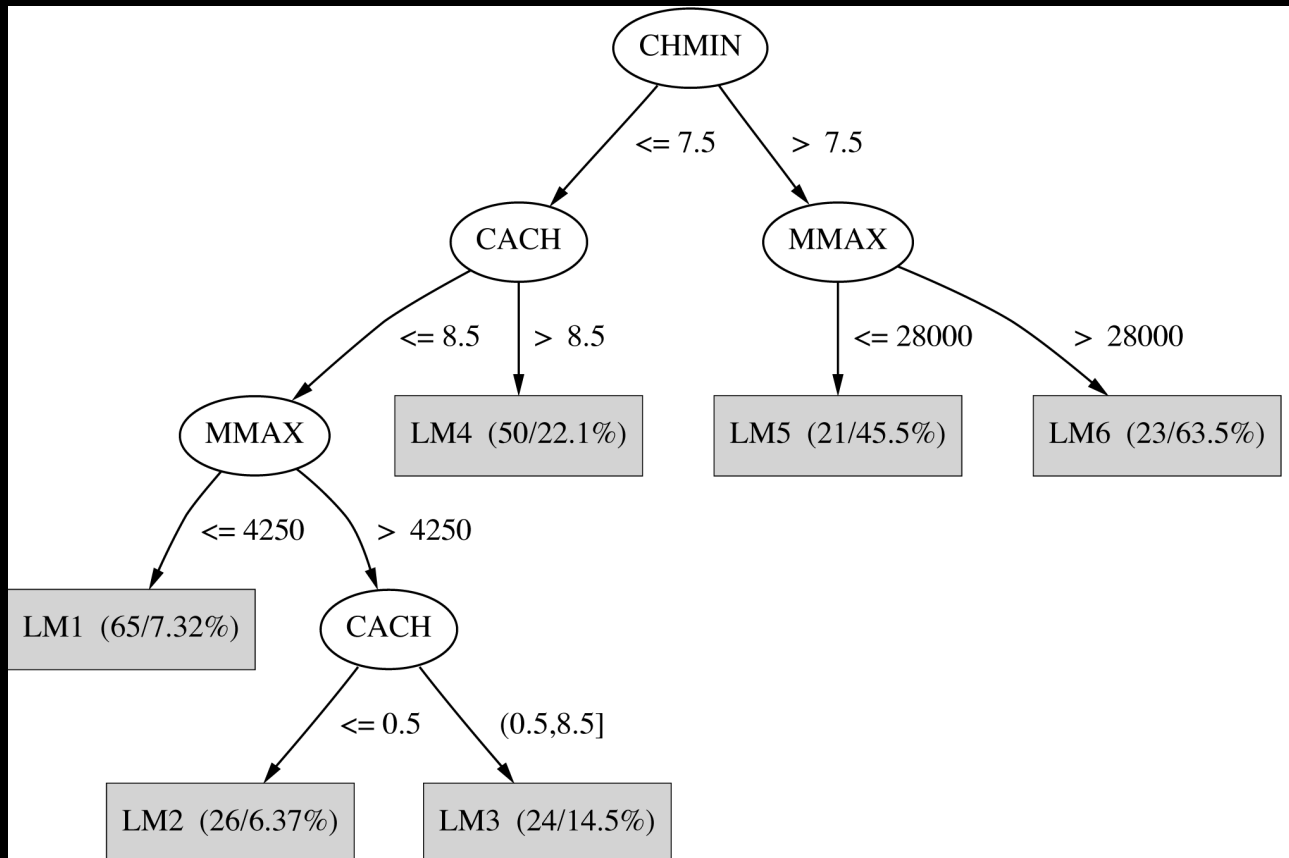 CHMIN
<= 7.5
> 7.5
CACH
MMAX
<= 8.5
> 8.5
<= 28000
> 28000
MMAX
LM4 (50/22.1%)
LM5 (21/45.5%)
LM6 (23/63.5%)
<= 4250
> 4250
LM1 (65/7.32%)
CACH
<= 0.5
(0.5,8.5]
LM2 (26/6.37%)
LM3 (24/14.5%)